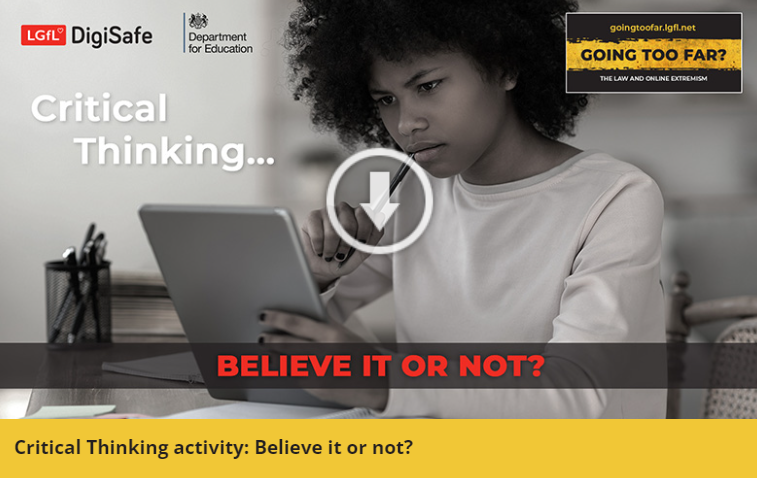 LGfL DigiSafe
Department
for Education
goingtoofar.lgfl.net
GOING TOO FAR?
THE LAW AND ONLINE EXTREMISM
Critical
Thinking...
BELIEVE IT OR NOT?
Critical Thinking activity: Believe it or not?